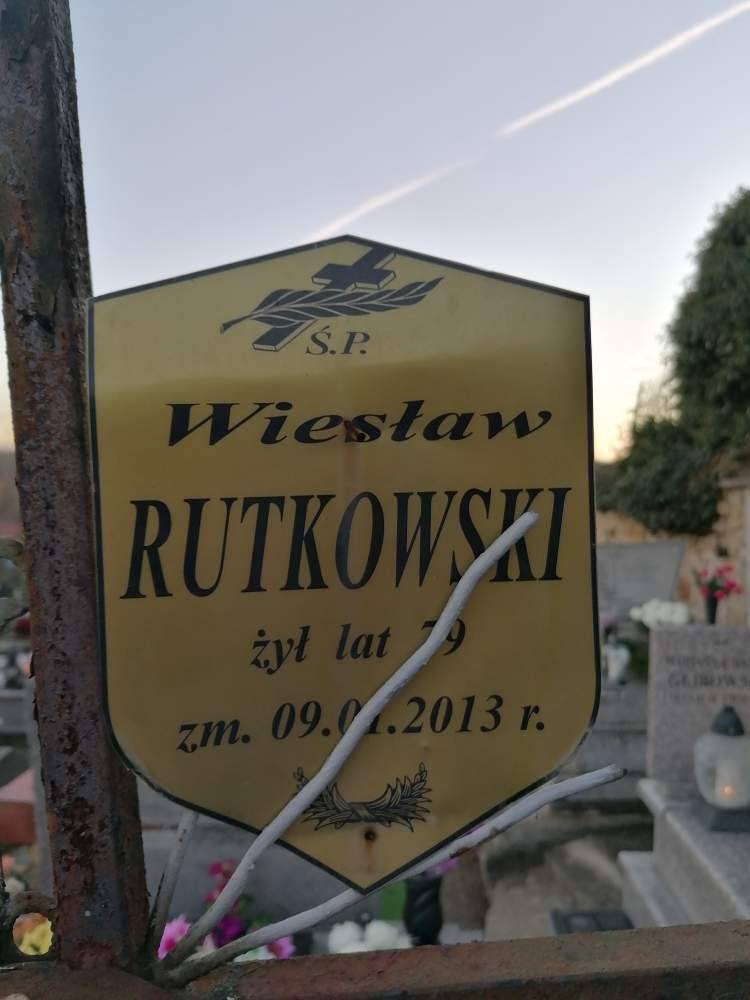 Ś.P.
Wiesław
RUTKOWSKI
żył lat 79
zm. 09.01.2013 r.